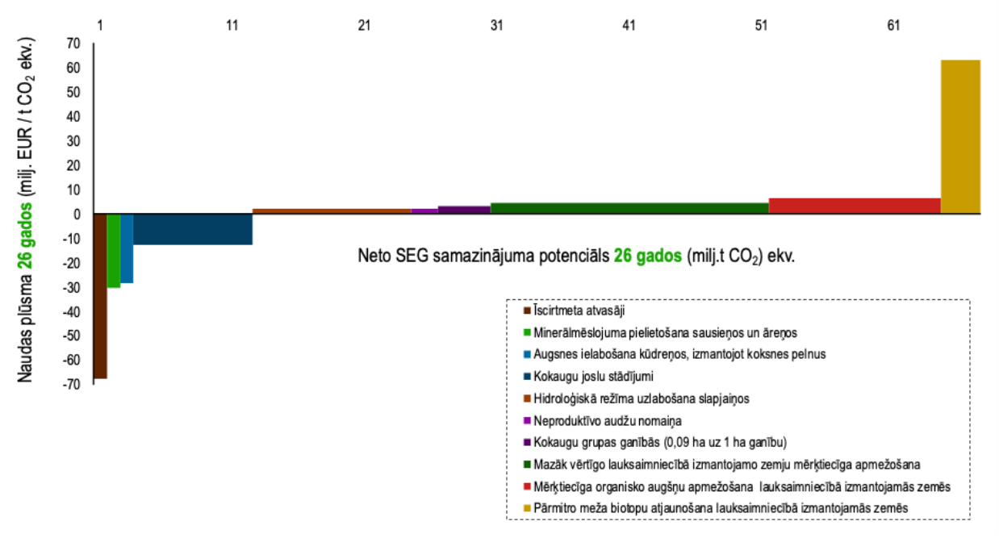 1 11 21 31 41 51 61
70
60
50
40
30
20
10
0
-10
-20
-30
-40
-50
-60
-70
Naudas plūsma 26 gados (milj. EUR / t CO₂ ekv.)
Neto SEG samazinājuma potenciāls 26 gados (milj.t CO₂) ekv.
Īscirtmeta atvasāji
Minerālmēslojuma pielietošana sausieņos un āreņos
Augsnes ielabošana kūdreņos, izmantojot koksnes pelnus
Kokaugu joslu stādījumi
Hidroloģiskā režīma uzlabošana slapjaiņos
Neproduktīvo audžu nomaiņa
Kokaugu grupas ganībās (0,09 ha uz 1 ha ganību)
Mazāk vērtīgo lauksaimniecībā izmantojamo zemju mērķtiecīga apmežošana
Mērķtiecīga organisko augšņu apmežošana lauksaimniecībā izmantojamās zemēs
Pārmitro meža biotopu atjaunošana lauksaimniecībā izmantojamās zemēs